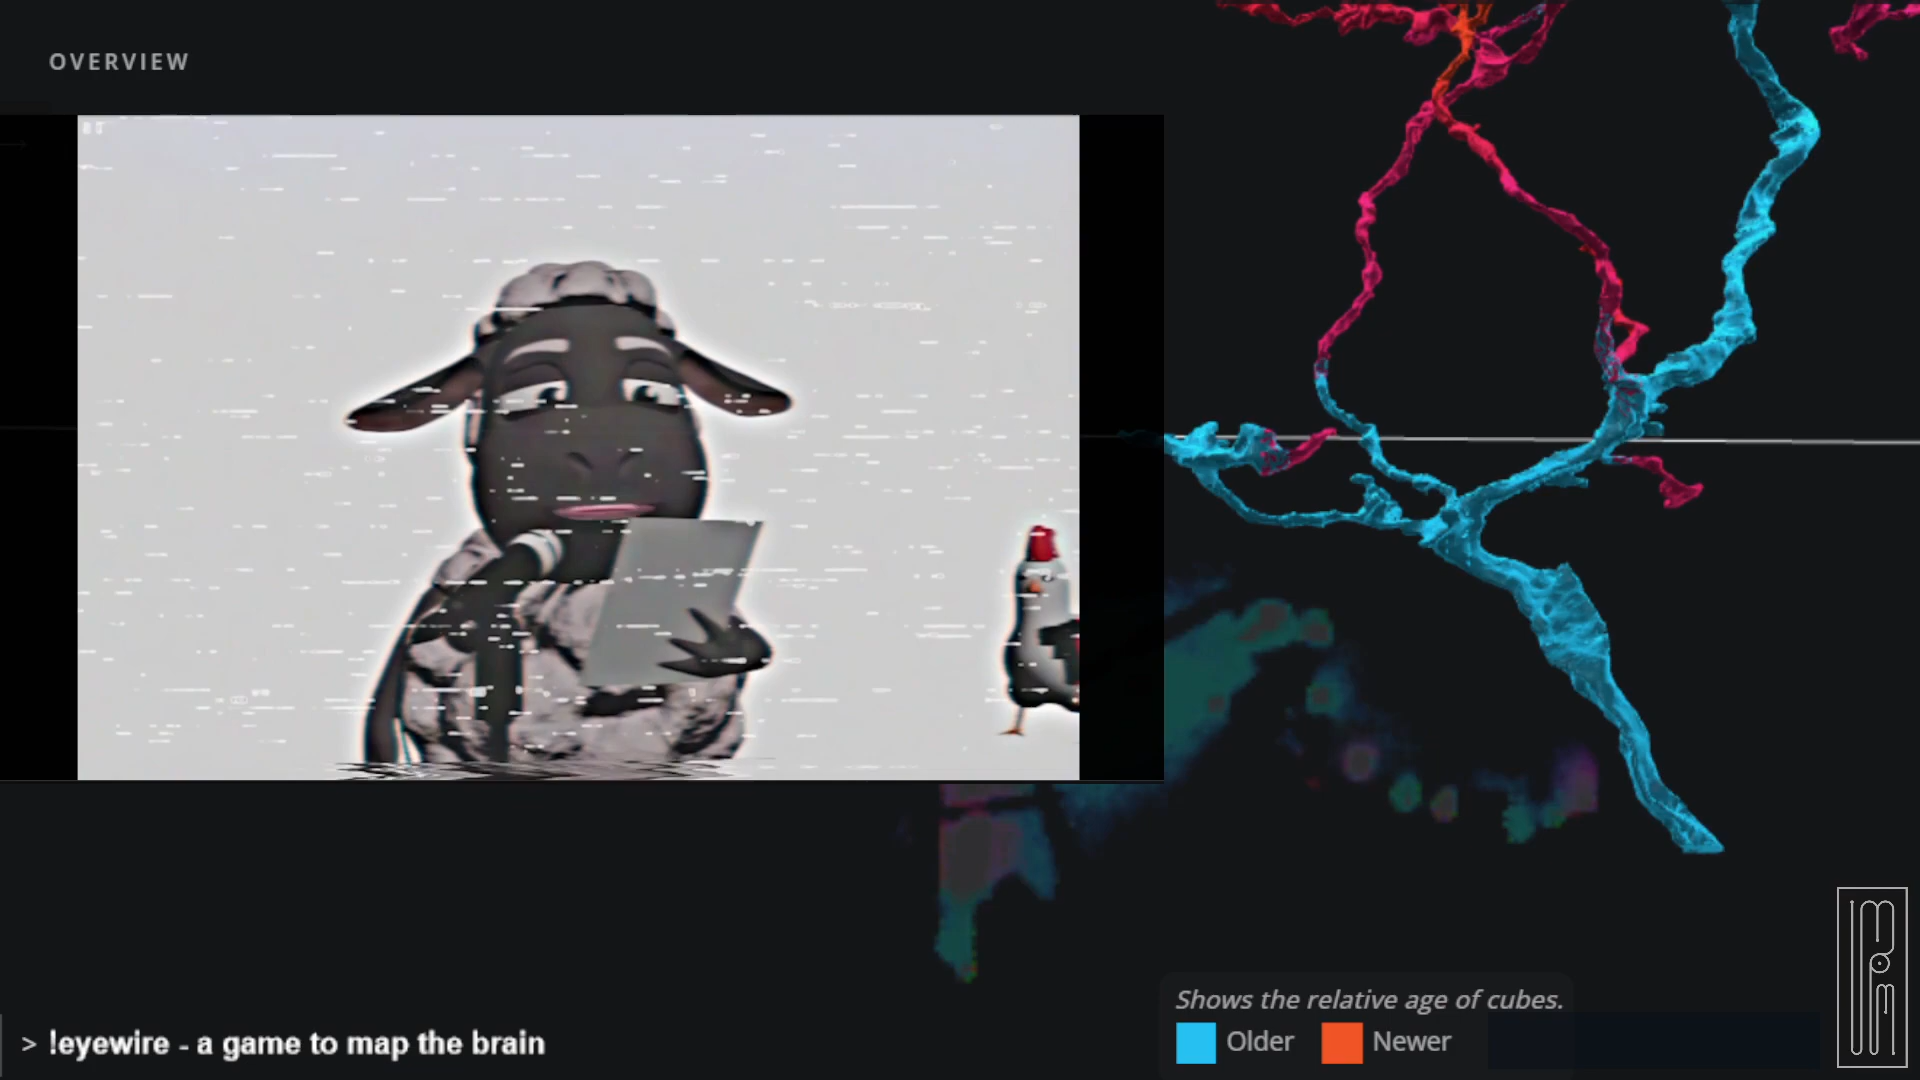 OVERVIEW
Shows the relative age of cubes.
Older Newer
> !eyewire - a game to map the brain